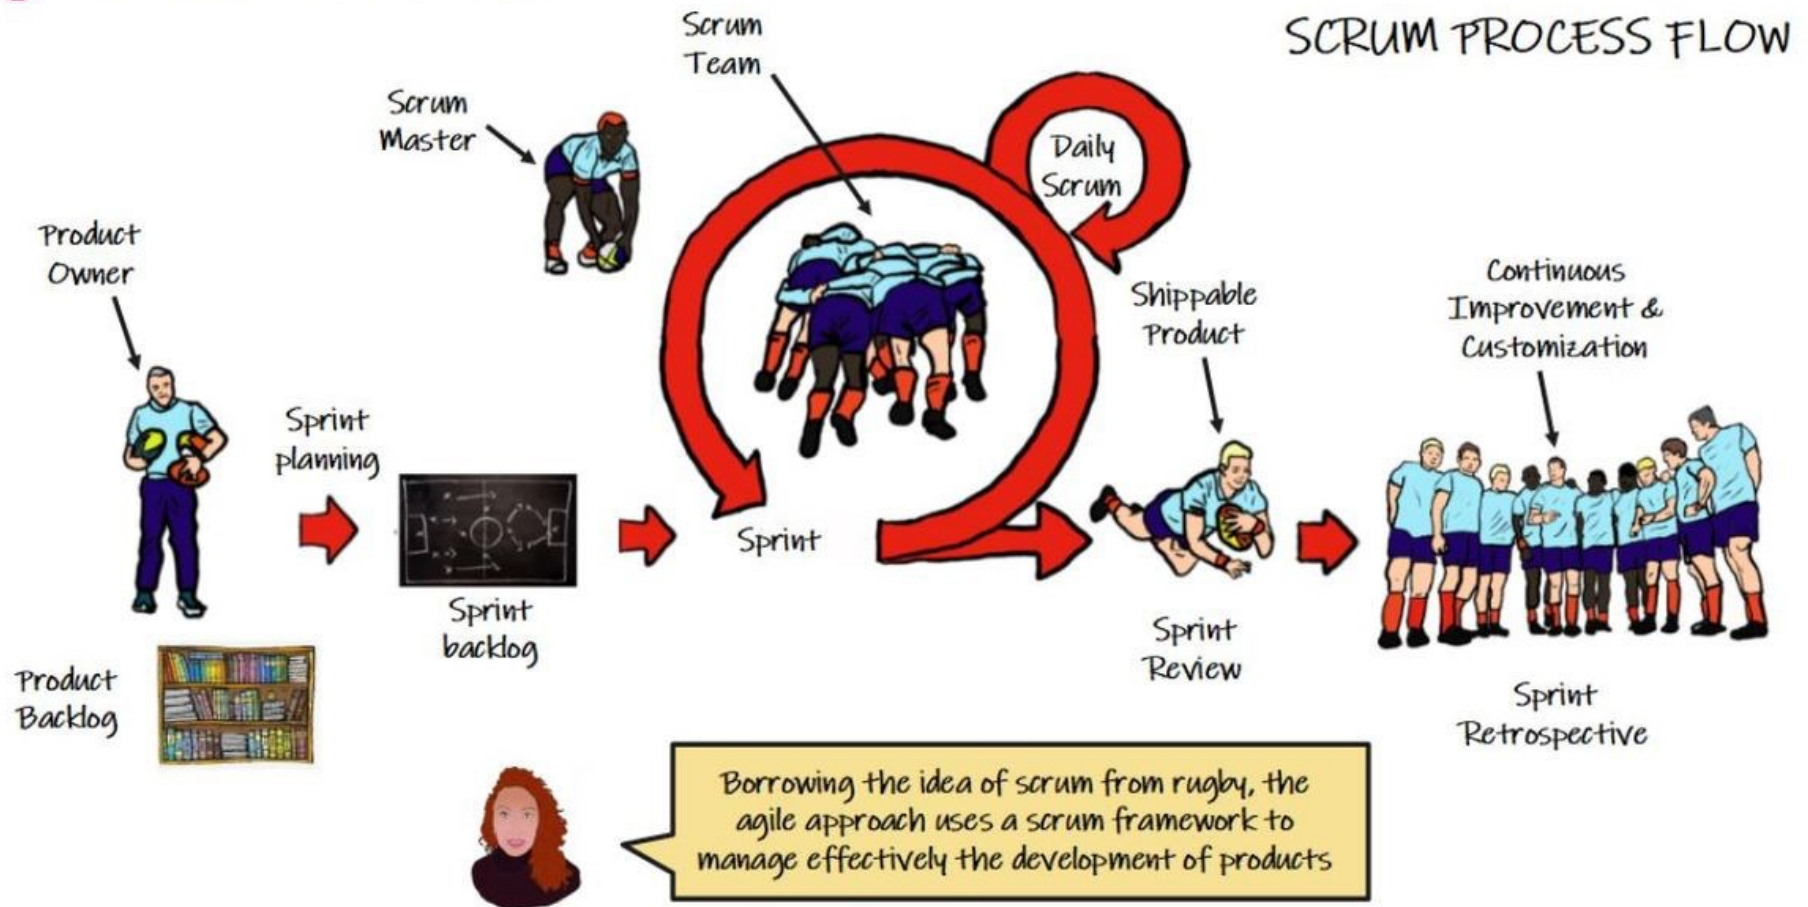 SCRUM PROCESS FLOW
Scrum
Team
Scrum
Master
Daily
Scrum
Product
Owner
Sprint
planning
Sprint
backlog
Product
Backlog
Sprint
Shippable
Product
Sprint
Review
Continuous
Improvement &
Customization
Sprint
Retrospective
Borrowing the idea of scrum from rugby, the
agile approach uses a scrum framework to
manage effectively the development of products